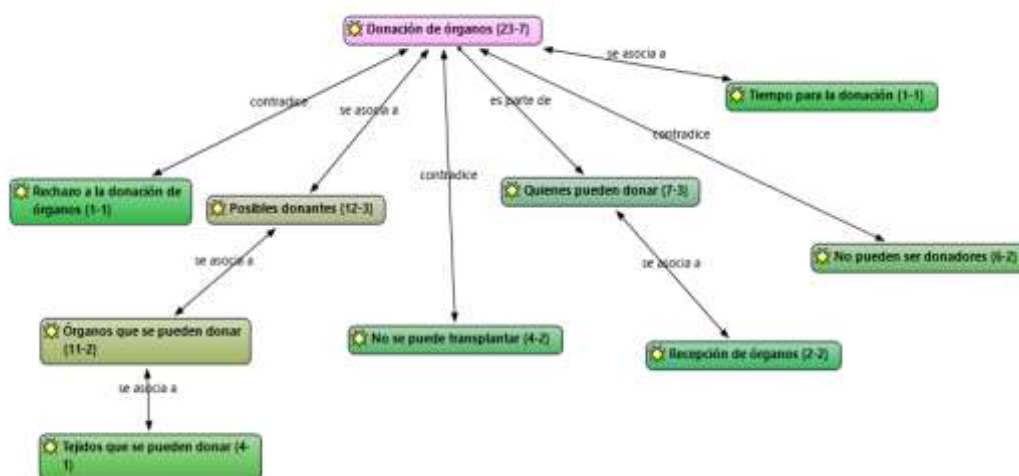 Donación de órganos (23-7)
se asocia a
Tiempo para la donación (1-1)
contradice
se asocia a
es parte de
contradice
contradice
Rechazo a la donación de
órganos (1-1)
Posibles donantes (12-3)
Quienes pueden donar (7-3)
No pueden ser donadores (6-2)
se asocia a
se asocia a
Órganos que se pueden donar
(11-2)
No se puede transplantar (4-2)
Recepción de órganos (2-2)
se asocia a
Tejidos que se pueden donar (4-
1)